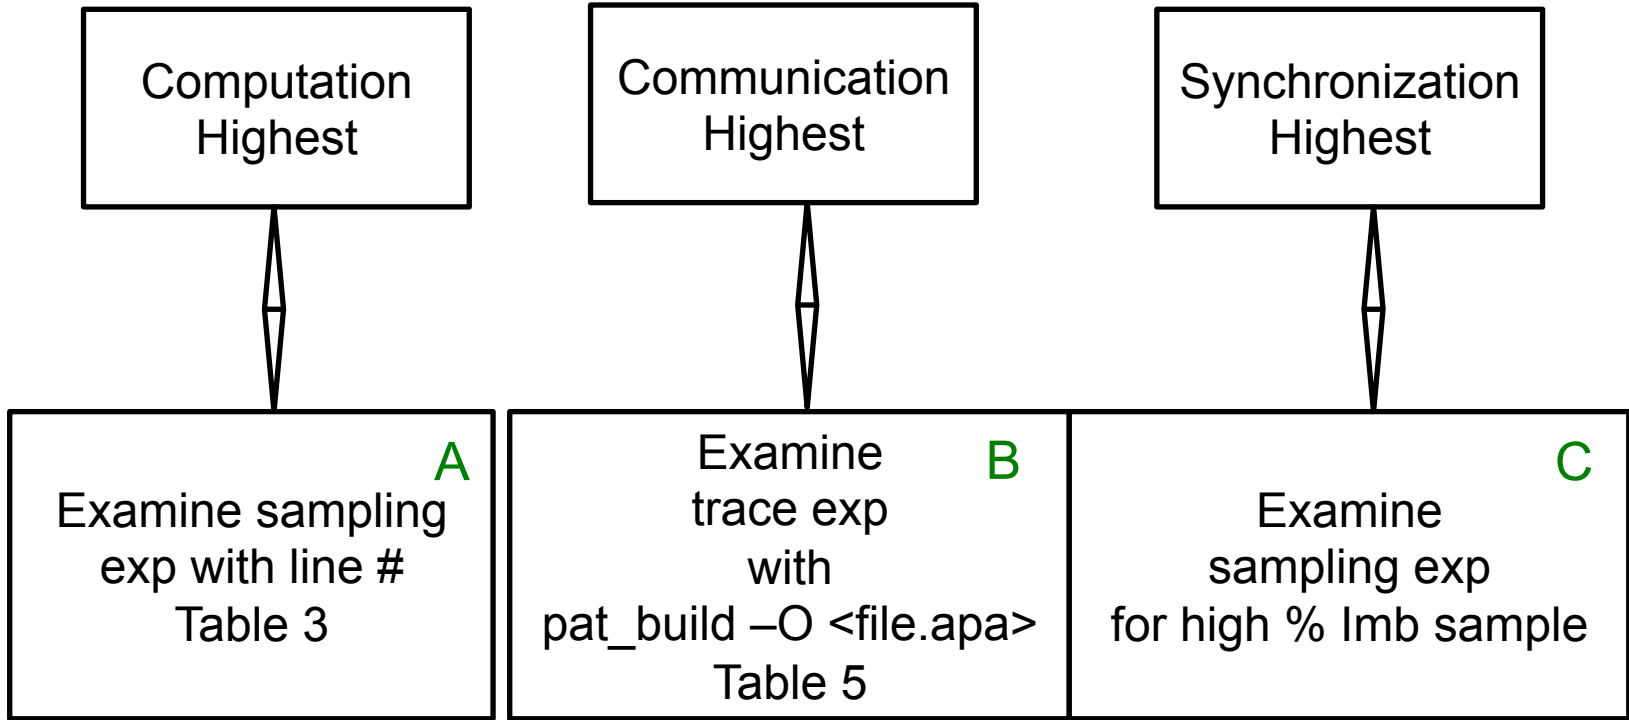 Computation
Highest
Communication
Highest
Synchronization
Highest
A
Examine sampling
exp with line #
Table 3
B
Examine
trace exp
with
pat_build –O <file.apa>
Table 5
C
Examine
sampling exp
for high % Imb sample